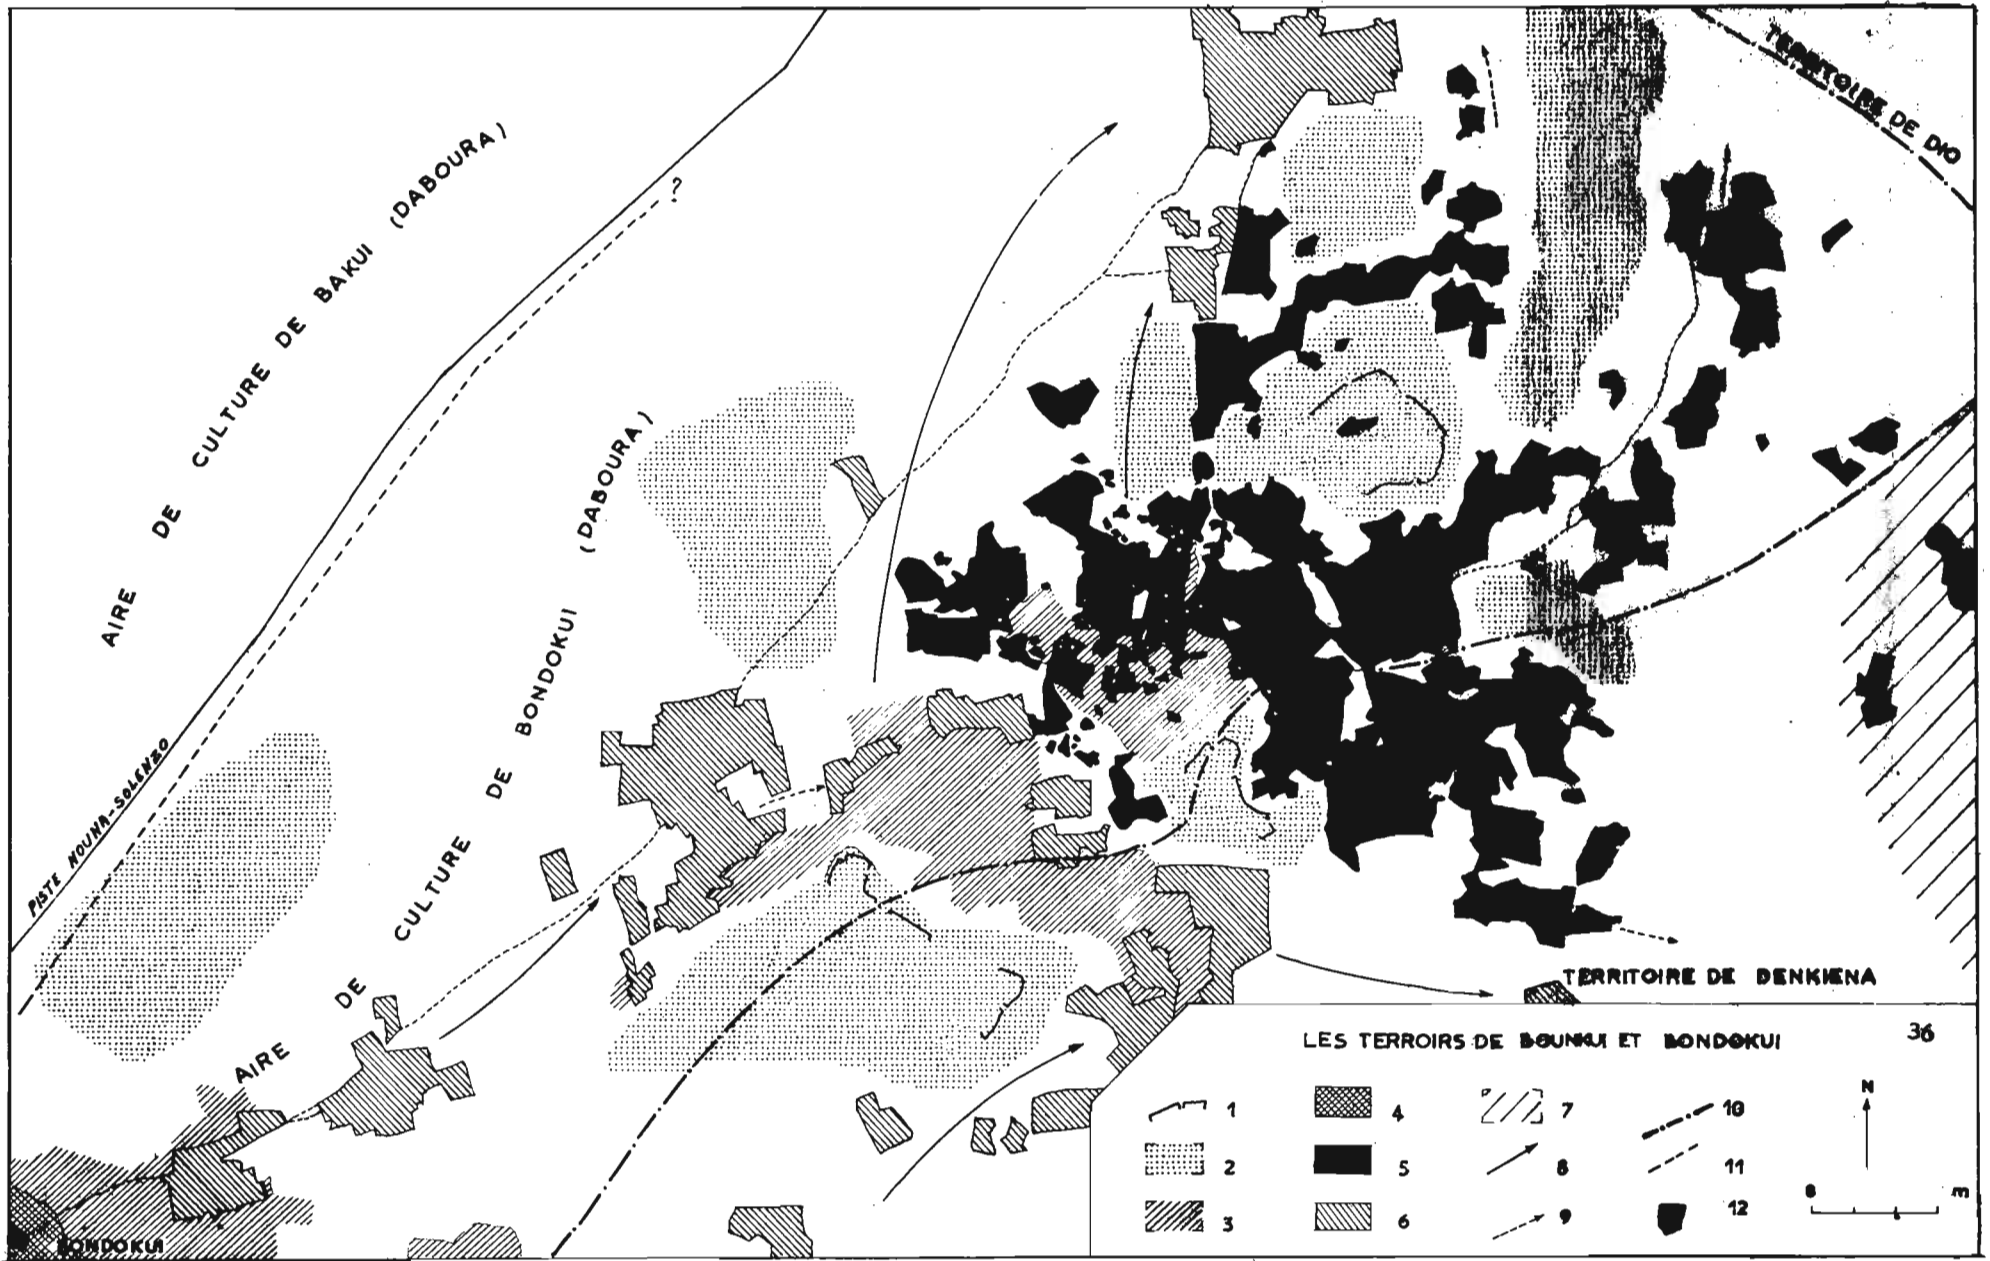 TERRITOIRE DE DIO
AIRE DE CULTURE DE BAKUI (DABOURA)
?
AIRE DE CULTURE DE BONDOKUI (DABOURA)
PISTE NOUNA-SOLENZO
TERRITOIRE DE DENKIENA
BONDOKUI
LES TERROIRS DE BOUNKUI ET BONDOKUI
36
1
2
3
4
5
6
7
8
9
10
11
12
N
0
m